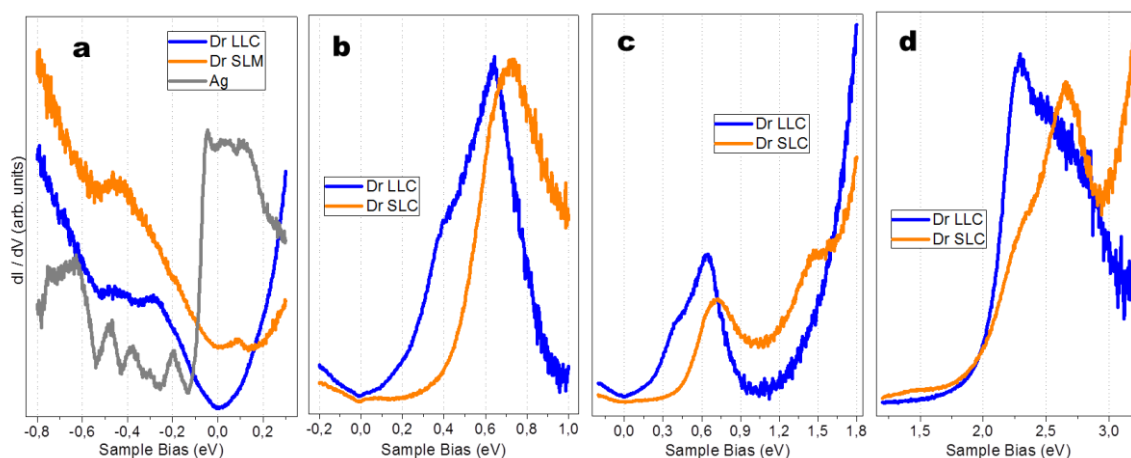 a
Dr LLC
Dr SLM
Ag
b
Dr LLC
Dr SLC
c
Dr LLC
Dr SLC
d
Dr LLC
Dr SLC
dI / dV (arb. units)
-0,8 -0,4 0,0 0,2
-0,2 0,0 0,2 0,4 0,6 0,8 1,0
0,0 0,3 0,6 0,9 1,2 1,5 1,8
1,5 2,0 2,5 3,0
Sample Bias (eV)
Sample Bias (eV)
Sample Bias (eV)
Sample Bias (eV)